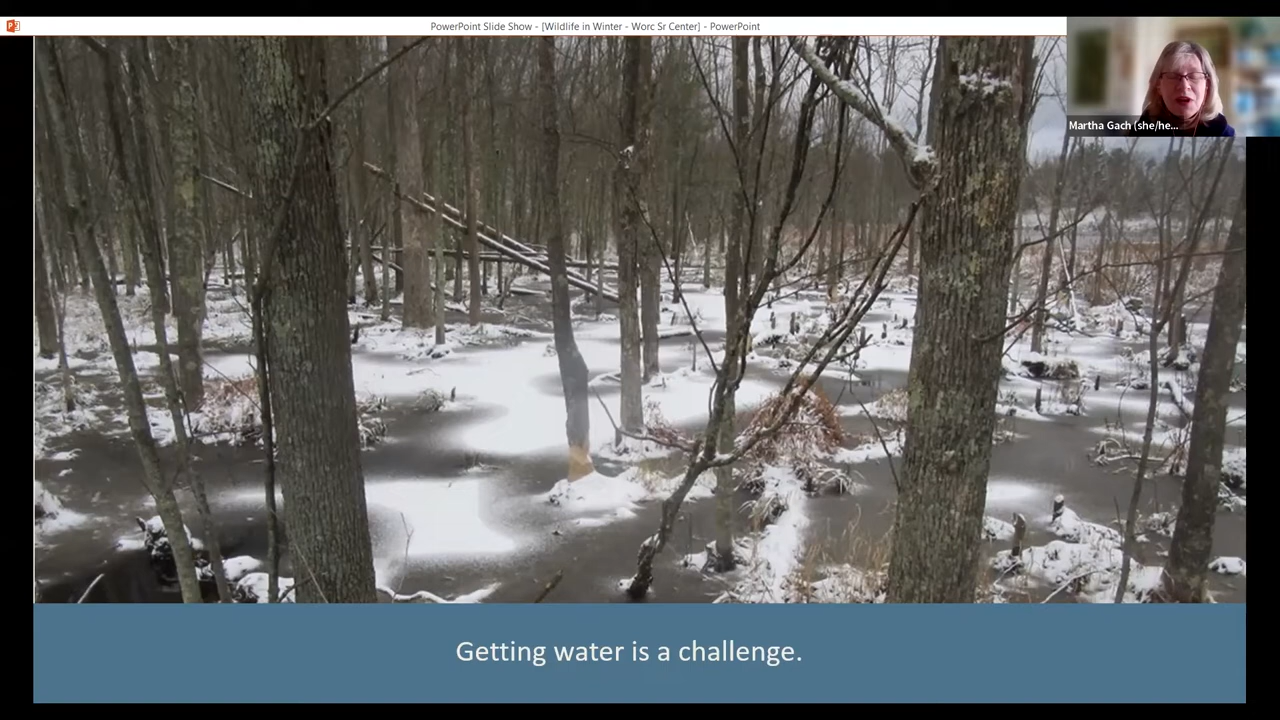 PowerPoint Slide Show - [Wildlife in Winter - Worc Sr Center] - PowerPoint
Martha Gach (she/he...
Getting water is a challenge.